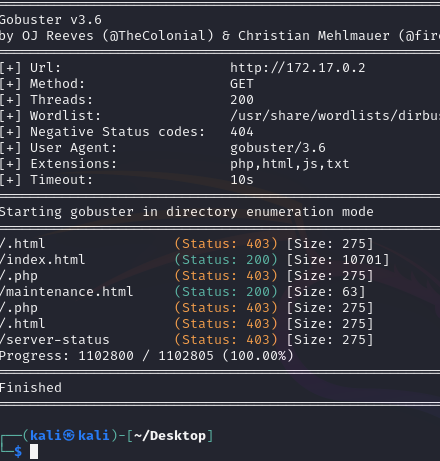 Gobuster v3.6
by OJ Reeves (@TheColonial) & Christian Mehlmauer (@fir
[+] Url: http://172.17.0.2
[+] Method: GET
[+] Threads: 200
[+] Wordlist: /usr/share/wordlists/dirbus
[+] Negative Status codes: 404
[+] User Agent: gobuster/3.6
[+] Extensions: php,html,js,txt
[+] Timeout: 10s
Starting gobuster in directory enumeration mode
/.html (Status: 403) [Size: 275]
/index.html (Status: 200) [Size: 10701]
/.php (Status: 403) [Size: 275]
/maintenance.html (Status: 200) [Size: 63]
/.php (Status: 403) [Size: 275]
/.html (Status: 403) [Size: 275]
/server-status (Status: 403) [Size: 275]
Progress: 1102800 / 1102805 (100.00%)
Finished
┌──(kali㉿kali)-[~/Desktop]
└─$